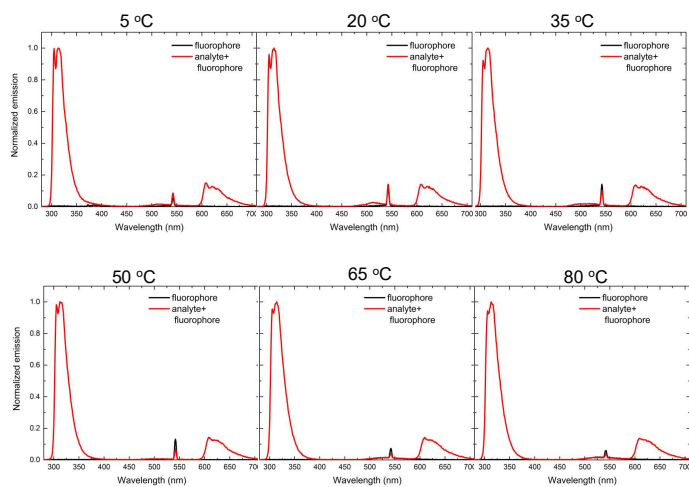 5 °C
20 °C
35 °C
fluorophore
analyte+
fluorophore
fluorophore
analyte+
fluorophore
fluorophore
analyte+
fluorophore
Normalized emission
1.0
0.8
0.6
0.4
0.2
0.0
300 350 400 450 500 550 600 650 700
300 350 400 450 500 550 600 650 700
300 350 400 450 500 550 600 650 700
Wavelength (nm)
Wavelength (nm)
Wavelength (nm)
50 °C
65 °C
80 °C
fluorophore
analyte+
fluorophore
fluorophore
analyte+
fluorophore
fluorophore
analyte+
fluorophore
Normalized emission
1.0
0.8
0.6
0.4
0.2
0.0
300 350 400 450 500 550 600 650 700
300 350 400 450 500 550 600 650 700
300 350 400 450 500 550 600 650 700
Wavelength (nm)
Wavelength (nm)
Wavelength (nm)